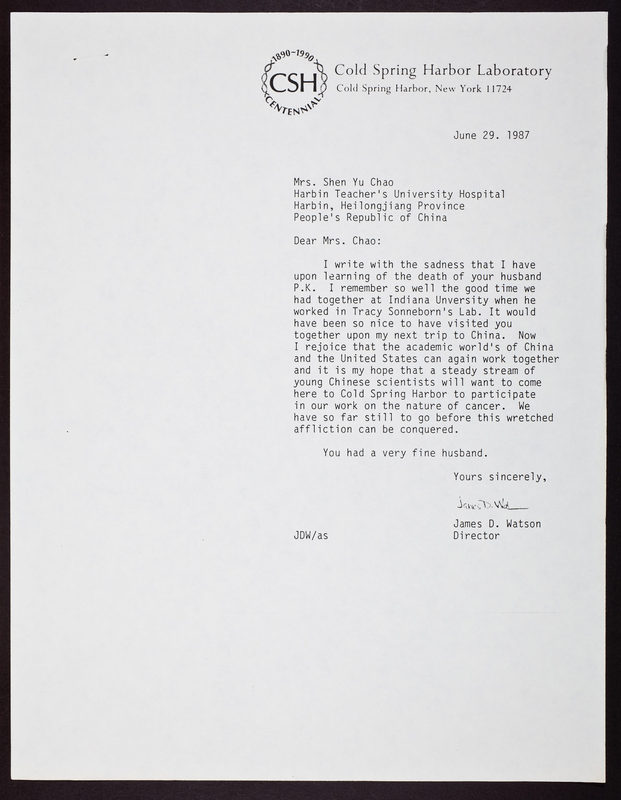 1890-1990
CSH
CENTENNIAL
Cold Spring Harbor Laboratory
Cold Spring Harbor, New York 11724
June 29. 1987
Mrs. Shen Yu Chao
Harbin Teacher's University Hospital
Harbin, Heilongjiang Province
People's Republic of China
Dear Mrs. Chao:
I write with the sadness that I have
upon learning of the death of your husband
P.K. I remember so well the good time we
had together at Indiana Unversity when he
worked in Tracy Sonneborn's Lab. It would
have been so nice to have visited you
together upon my next trip to China. Now
I rejoice that the academic world's of China
and the United States can again work together
and it is my hope that a steady stream of
young Chinese scientists will want to come
here to Cold Spring Harbor to participate
in our work on the nature of cancer. We
have so far still to go before this wretched
affliction can be conquered.
You had a very fine husband.
Yours sincerely,
James D. Wat
James D. Watson
JDW/as Director